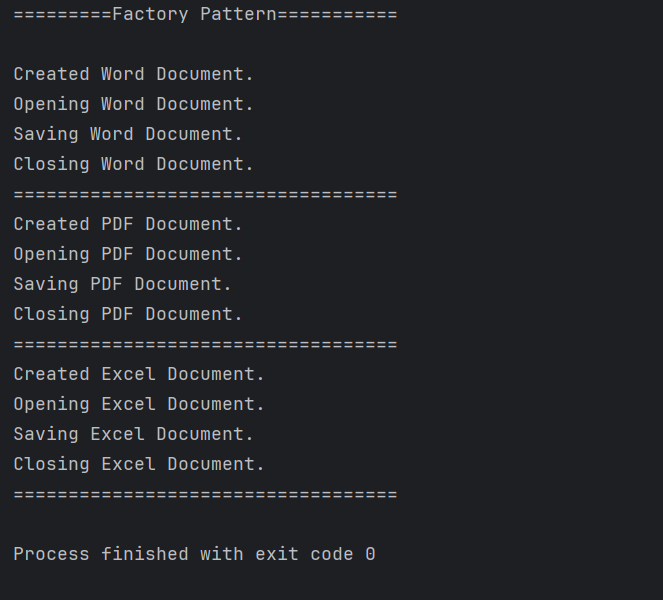 =========Factory Pattern===========
Created Word Document.
Opening Word Document.
Saving Word Document.
Closing Word Document.
===================================
Created PDF Document.
Opening PDF Document.
Saving PDF Document.
Closing PDF Document.
===================================
Created Excel Document.
Opening Excel Document.
Saving Excel Document.
Closing Excel Document.
===================================
Process finished with exit code 0